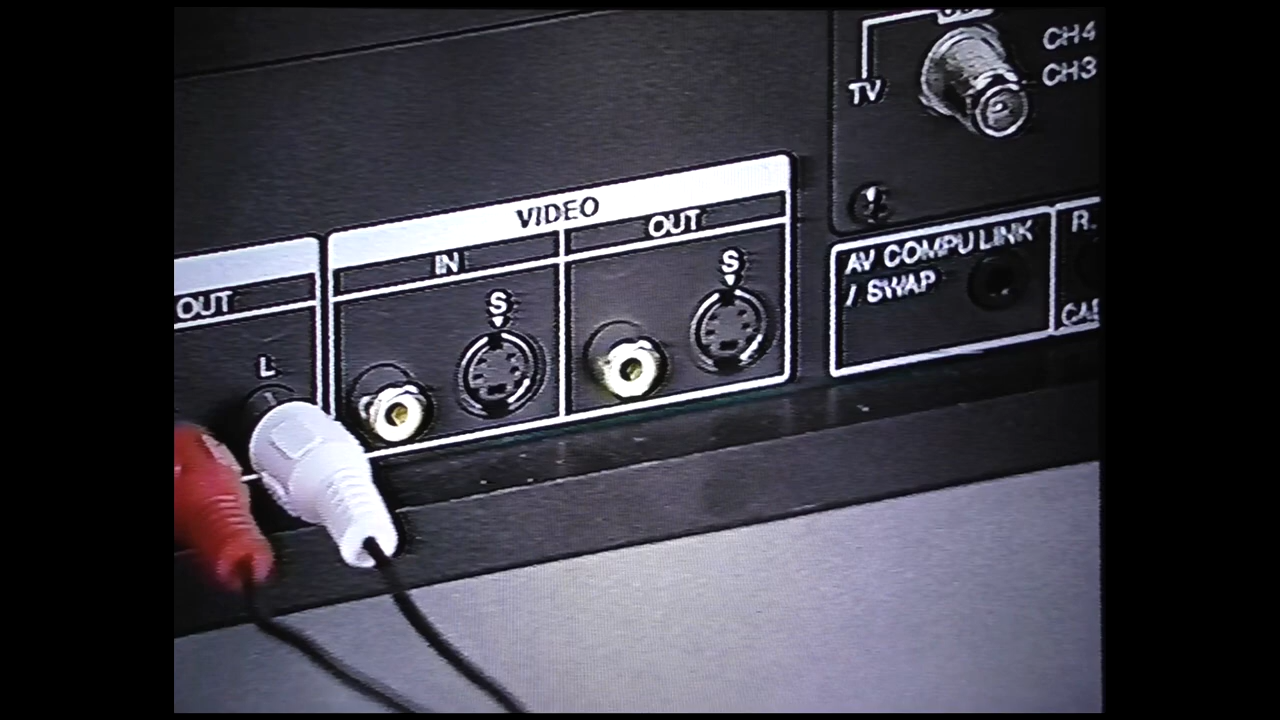 CH4
TV
CH3
VIDEO
OUT
IN
S
S
AV COMPU LINK
/ SWAP
R.
OUT
L